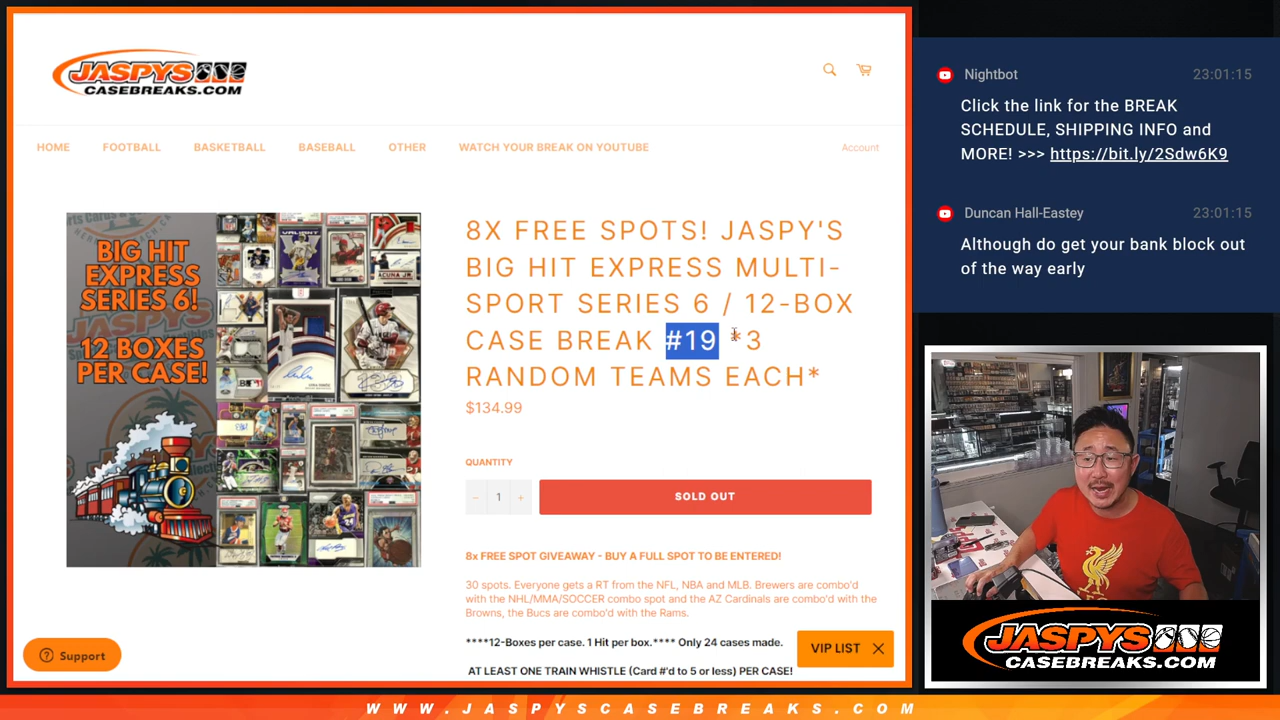 JASPYS
CASEBREAKS.COM
HOME FOOTBALL BASKETBALL BASEBALL OTHER WATCH YOUR BREAK ON YOUTUBE Account
BIG HIT
EXPRESS
SERIES 6!
12 BOXES
PER CASE!
8X FREE SPOTS! JASPY'S
BIG HIT EXPRESS MULTI-
SPORT SERIES 6 / 12-BOX
CASE BREAK #19 *3
RANDOM TEAMS EACH*
$134.99
QUANTITY
− 1 +
SOLD OUT
8x FREE SPOT GIVEAWAY - BUY A FULL SPOT TO BE ENTERED!
30 spots. Everyone gets a RT from the NFL, NBA and MLB. Brewers are combo'd
with the NHL/MMA/SOCCER combo spot and the AZ Cardinals are combo'd with the
Browns, the Bucs are combo'd with the Rams.
****12-Boxes per case. 1 Hit per box.**** Only 24 cases made.
AT LEAST ONE TRAIN WHISTLE (Card #'d to 5 or less) PER CASE!
Support
VIP LIST
Nightbot 23:01:15
Click the link for the BREAK
SCHEDULE, SHIPPING INFO and
MORE! >>> https://bit.ly/2Sdw6K9
Duncan Hall-Eastey 23:01:15
Although do get your bank block out
of the way early
JASPYS
CASEBREAKS.COM
WWW.JASPYSCASEBREAKS.COM